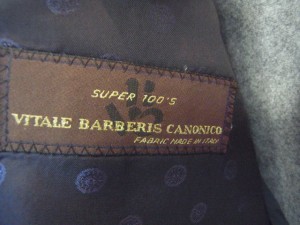 SUPER 100'S
VITALE BARBERIS CANONICO
FABRIC MADE IN ITALY